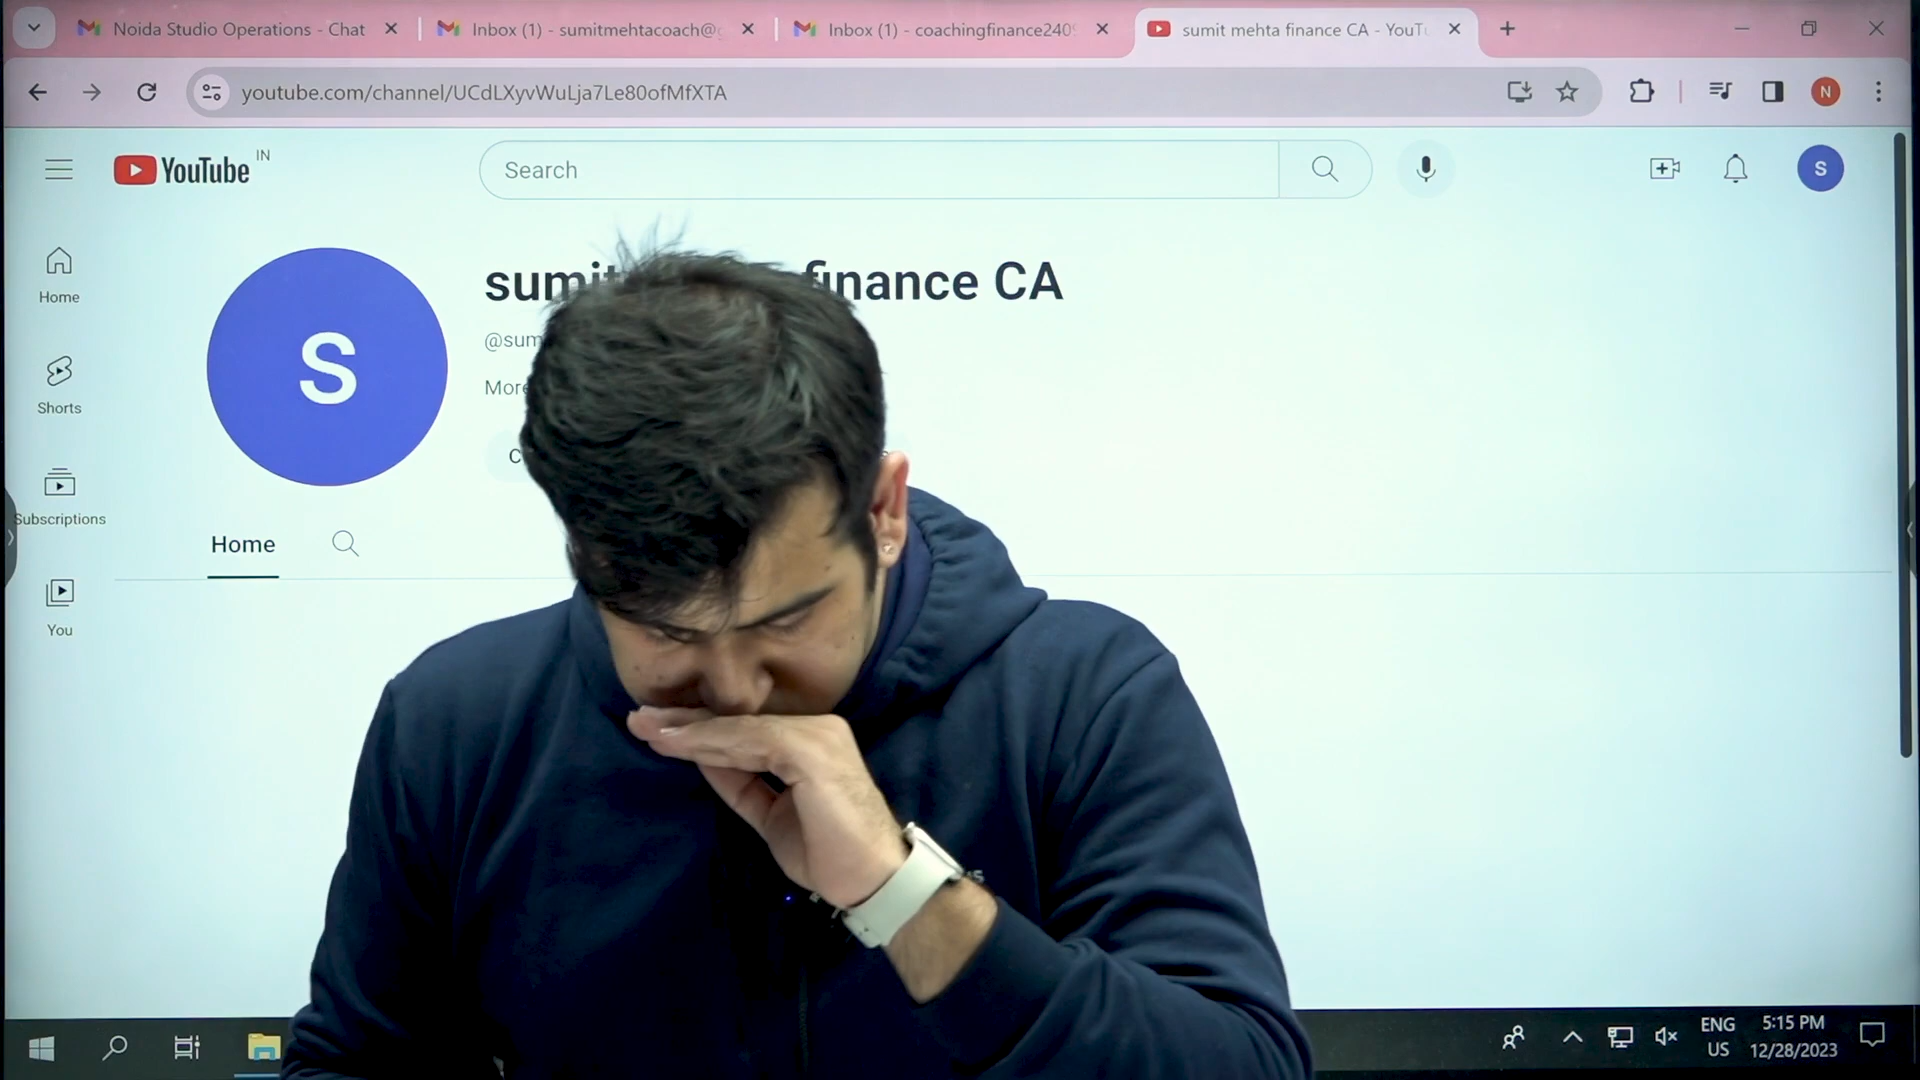 Noida Studio Operations - Chat
Inbox (1) - sumitmehtacoach@
Inbox (1) - coachingfinance240
sumit mehta finance CA - YouT
youtube.com/channel/UCdLXyvWuLja7Le80ofMfXTA
N
YouTube IN
Search
S
Home
Shorts
Subscriptions
You
S
sumit finance CA
@sum
More
C
Home
ENG
US
5:15 PM
12/28/2023